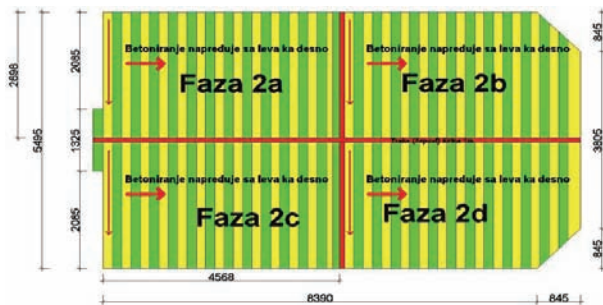 Betoniranje napreduje sa leva ka desno
Faza 2a
Betoniranje napreduje sa leva ka desno
Faza 2b
Betoniranje napreduje sa leva ka desno
Faza 2c
Betoniranje napreduje sa leva ka desno
Faza 2d
2698
5495
2085
1325
2085
845
3805
845
4568
8390
845